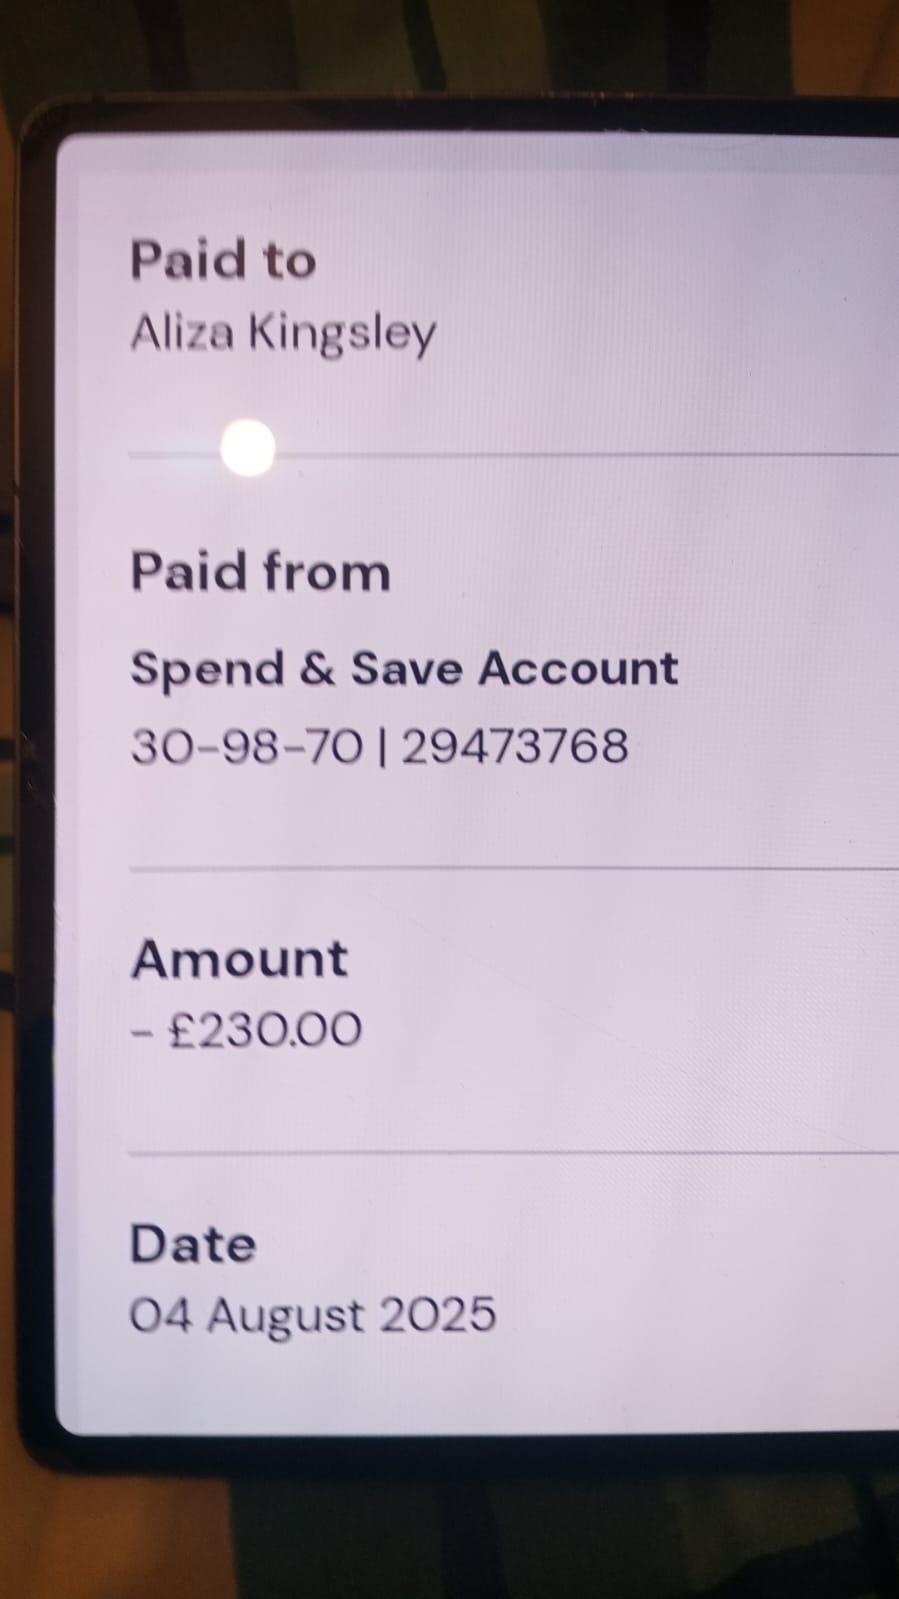 Paid to
Aliza Kingsley
Paid from
Spend & Save Account
30-98-70 | 29473768
Amount
- £230.00
Date
04 August 2025